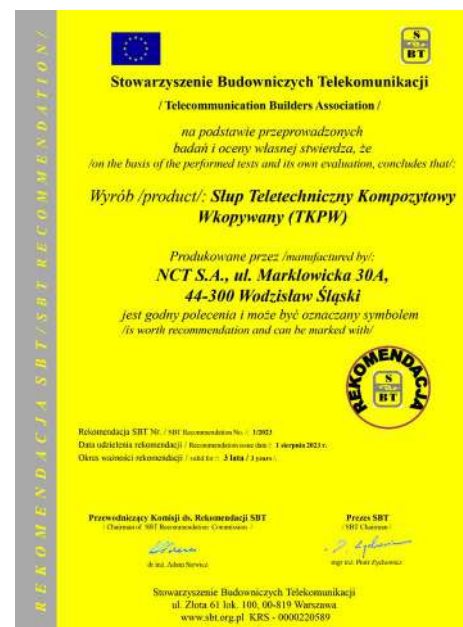 REKOMENDACJA SBT/SBT RECOMMENDATION/
S
BT
Stowarzyszenie Budowniczych Telekomunikacji
/ Telecommunication Builders Association /
na podstawie przeprowadzonych
badań i oceny własnej stwierdza, że
/on the basis of the performed tests and its own evaluation, concludes that/:
Wyrób /product/: Słup Teletechniczny Kompozytowy
Wkopywany (TKPW)
Produkowane przez /manufactured by/:
NCT S.A., ul. Marklowicka 30A,
44-300 Wodzisław Śląski
jest godny polecenia i może być oznaczany symbolem
/is worth recommendation and can be marked with/
REKOMENDACJA
S
BT
Rekomendacja SBT Nr. / SBT Recommendation No. /: 1/2023
Data udzielenia rekomendacji / Recommendation issue date /: 1 sierpnia 2023 r.
Okres ważności rekomendacji / valid for /: 3 lata / 3 years /.
Przewodniczący Komisji ds. Rekomendacji SBT
/ Chairman of SBT Recommendation Commission /
Prezes SBT
/ SBT Chairman /
dr inż. Adam
mgr inż. Piotr
Stowarzyszenie Budowniczych Telekomunikacji
ul. Złota 61 lok. 100, 00-819 Warszawa
www.sbt.org.pl KRS - 0000220589